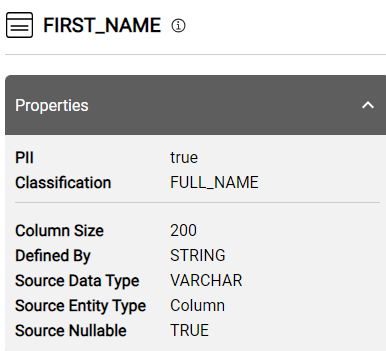 FIRST_NAME
Properties
PII true
Classification FULL_NAME
Column Size 200
Defined By STRING
Source Data Type VARCHAR
Source Entity Type Column
Source Nullable TRUE